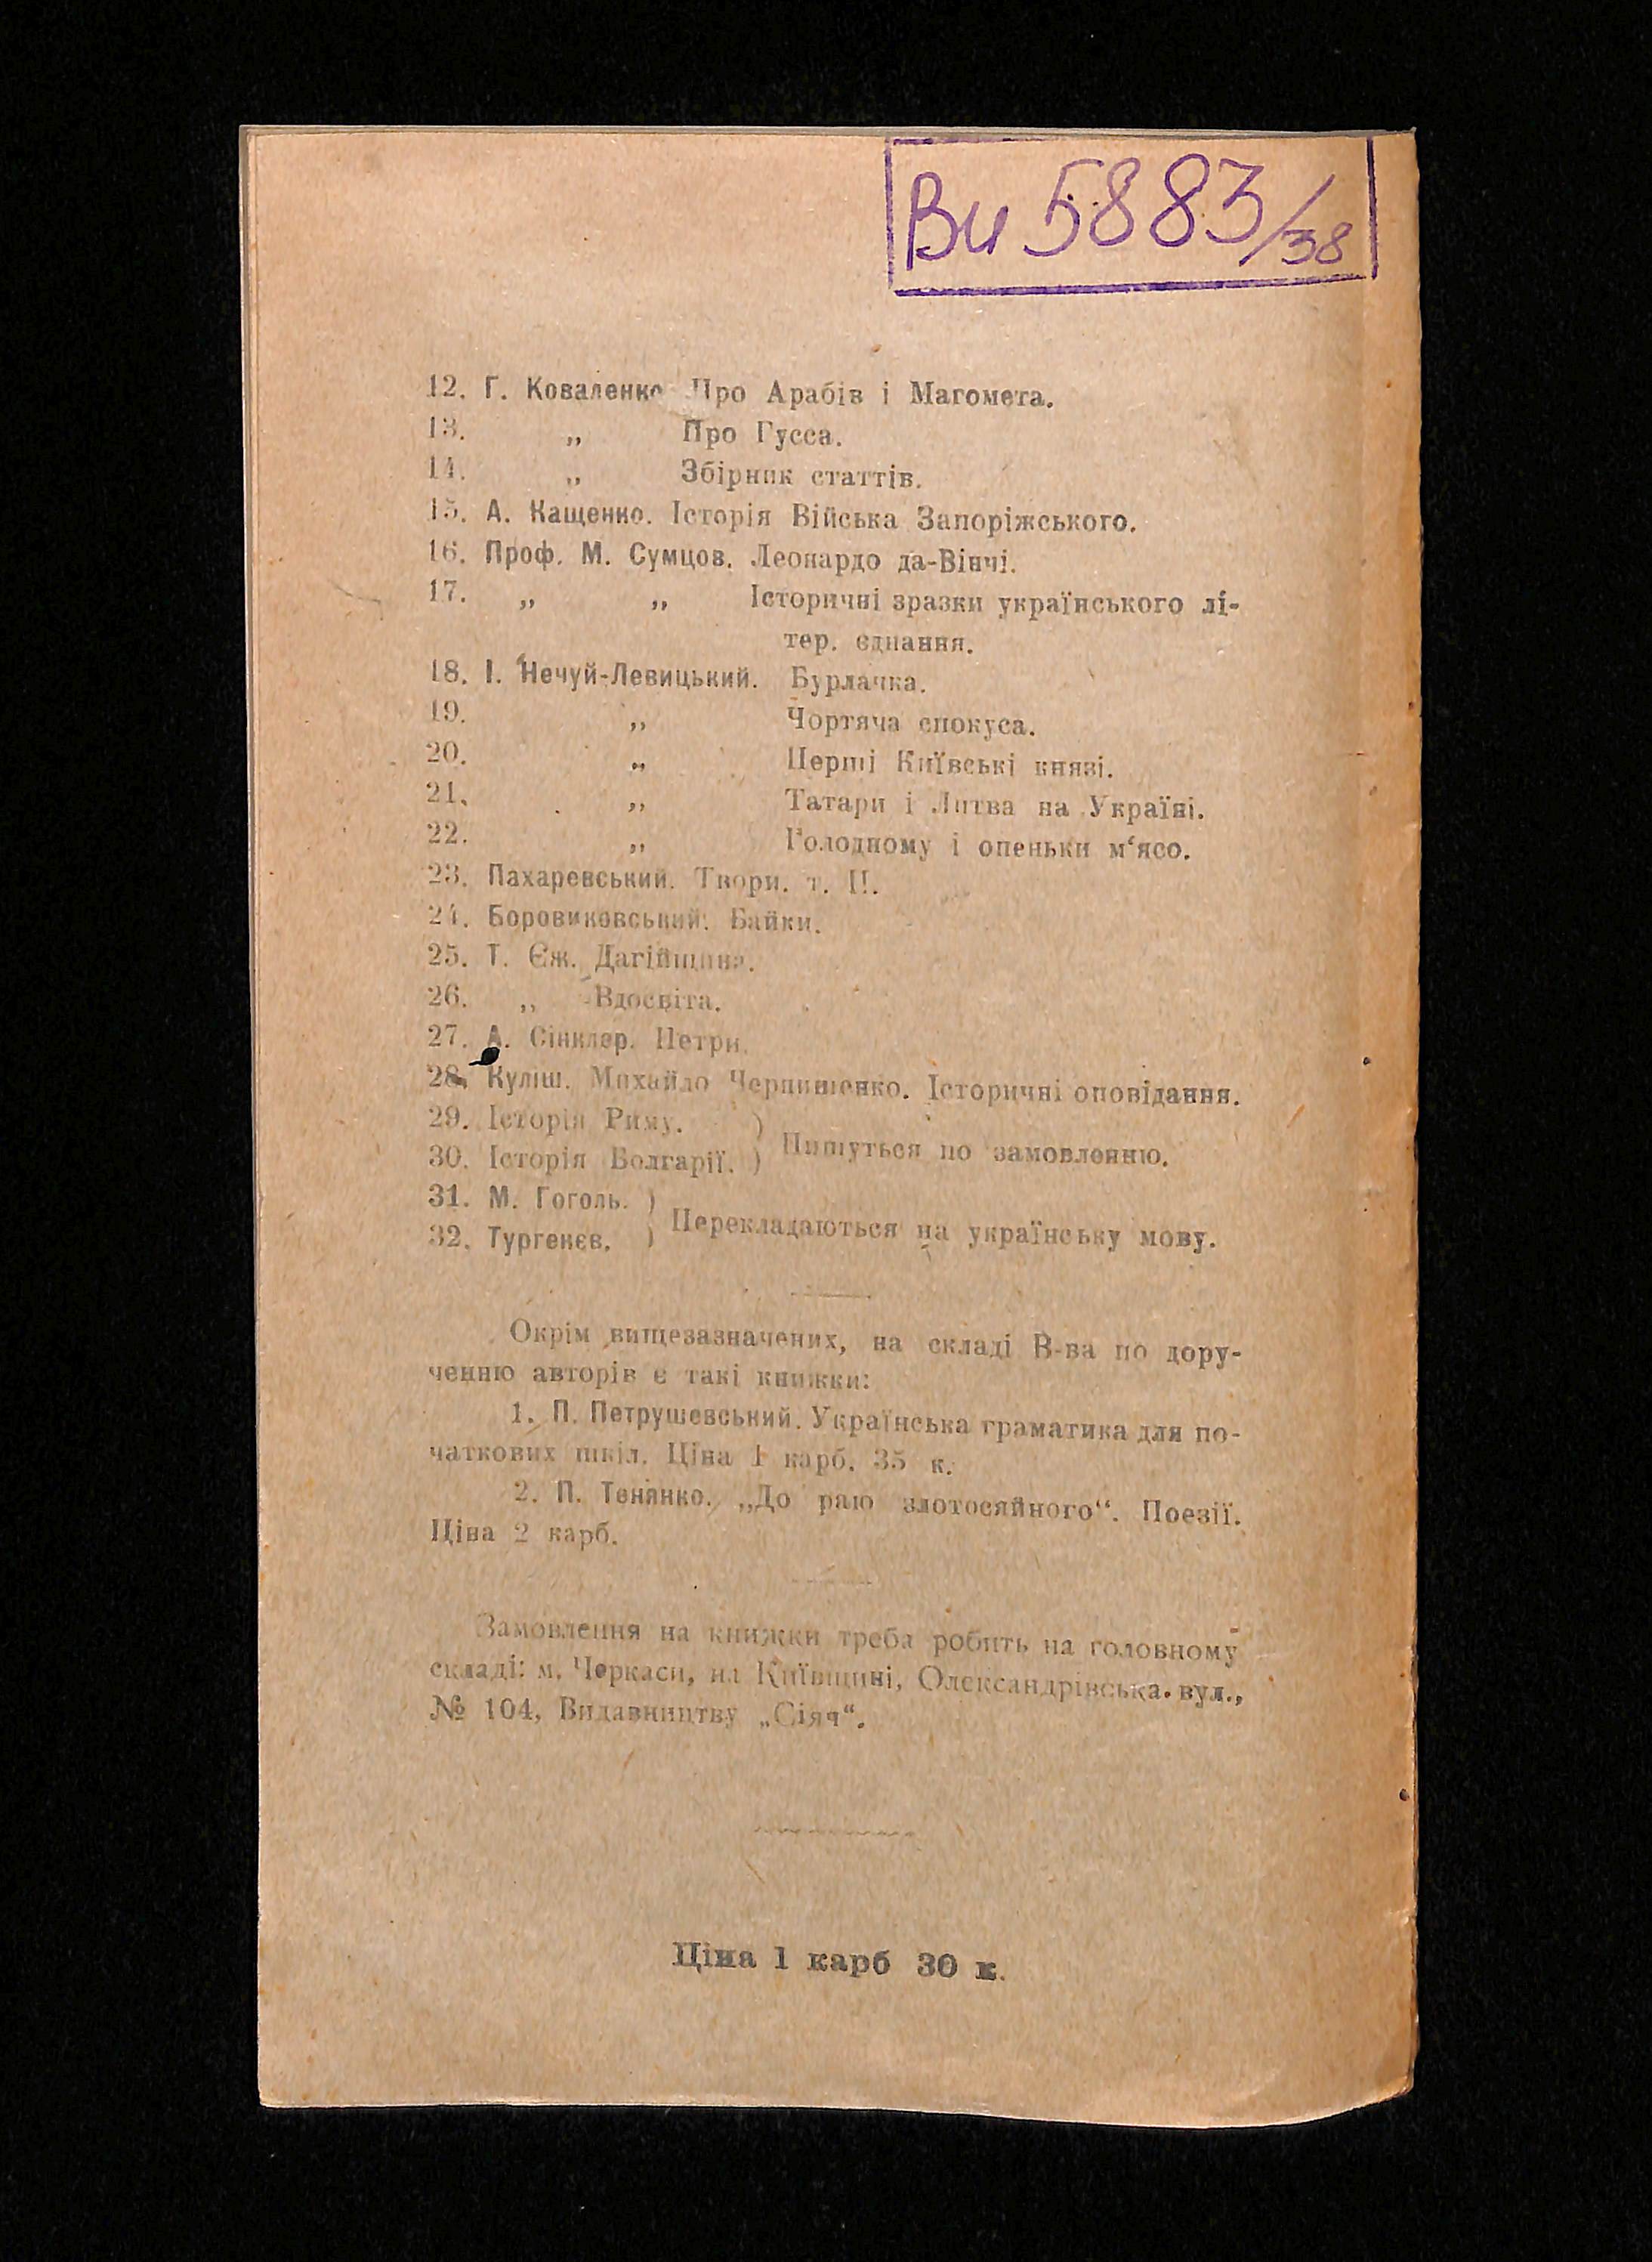 Ви 5883/38
12. Г. Коваленко Про Арабів і Магомета.
13. „ Про Гусса.
14. „ Збірник статтів.
15. А. Кащенко. Історія Війська Запоріжського.
16. Проф. М. Сумцов. Леонардо да-Вінчі.
17. „ „ Історичні зразки українського лі-
тер. єднання.
18. І. Нечуй-Левицький. Бурлачка.
19. „ Чортяча спокуса.
20. „ Перші Київські князі.
21. „ Татари і Литва на Україні.
22. „ Голодному і опеньки м‘ясо.
23. Пахаревський. Твори. т. II.
24. Боровиковський. Байки.
25. Т. Єж. Дагійщина.
26. „ Вдосвіта.
27. А. Сінклер. Нетри.
28. Куліш. Михайло Чернишенко. Історичні оповідання.
29. Історія Риму. )
30. Історія Болгарії. ) Пишуться по замовленню.
31. М. Гоголь. )
32. Тургенєв. ) Перекладаються на українську мову.
Окрім вищезазначених, на складі В-ва по дору-
ченню авторів є такі книжки:
1. П. Петрушевський. Українська граматика для по-
чаткових шкіл. Ціна 1 карб. 35 к.
2. П. Тенянко. „До раю злотосяйного“. Поезії.
Ціна 2 карб.
Замовлення на книжки треба робить на головному
складі: м. Черкаси, на Київщині, Олександрівська вул.,
№ 104, Видавництву „Сіяч“.
Ціна 1 карб 30 к.